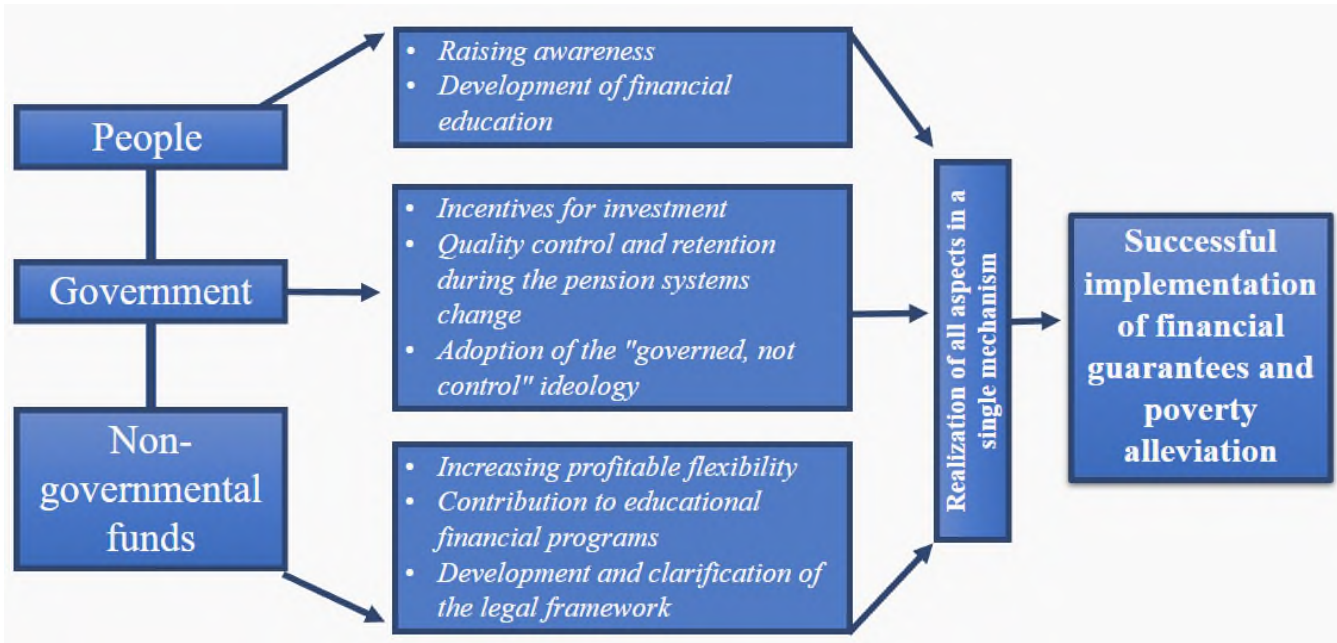 People
Government
Non-
governmental
funds
• Raising awareness
• Development of financial
education
• Incentives for investment
• Quality control and retention
during the pension systems
change
• Adoption of the "governed, not
control" ideology
• Increasing profitable flexibility
• Contribution to educational
financial programs
• Development and clarification of
the legal framework
Realization of all aspects in a
single mechanism
Successful
implementation
of financial
guarantees and
poverty
alleviation